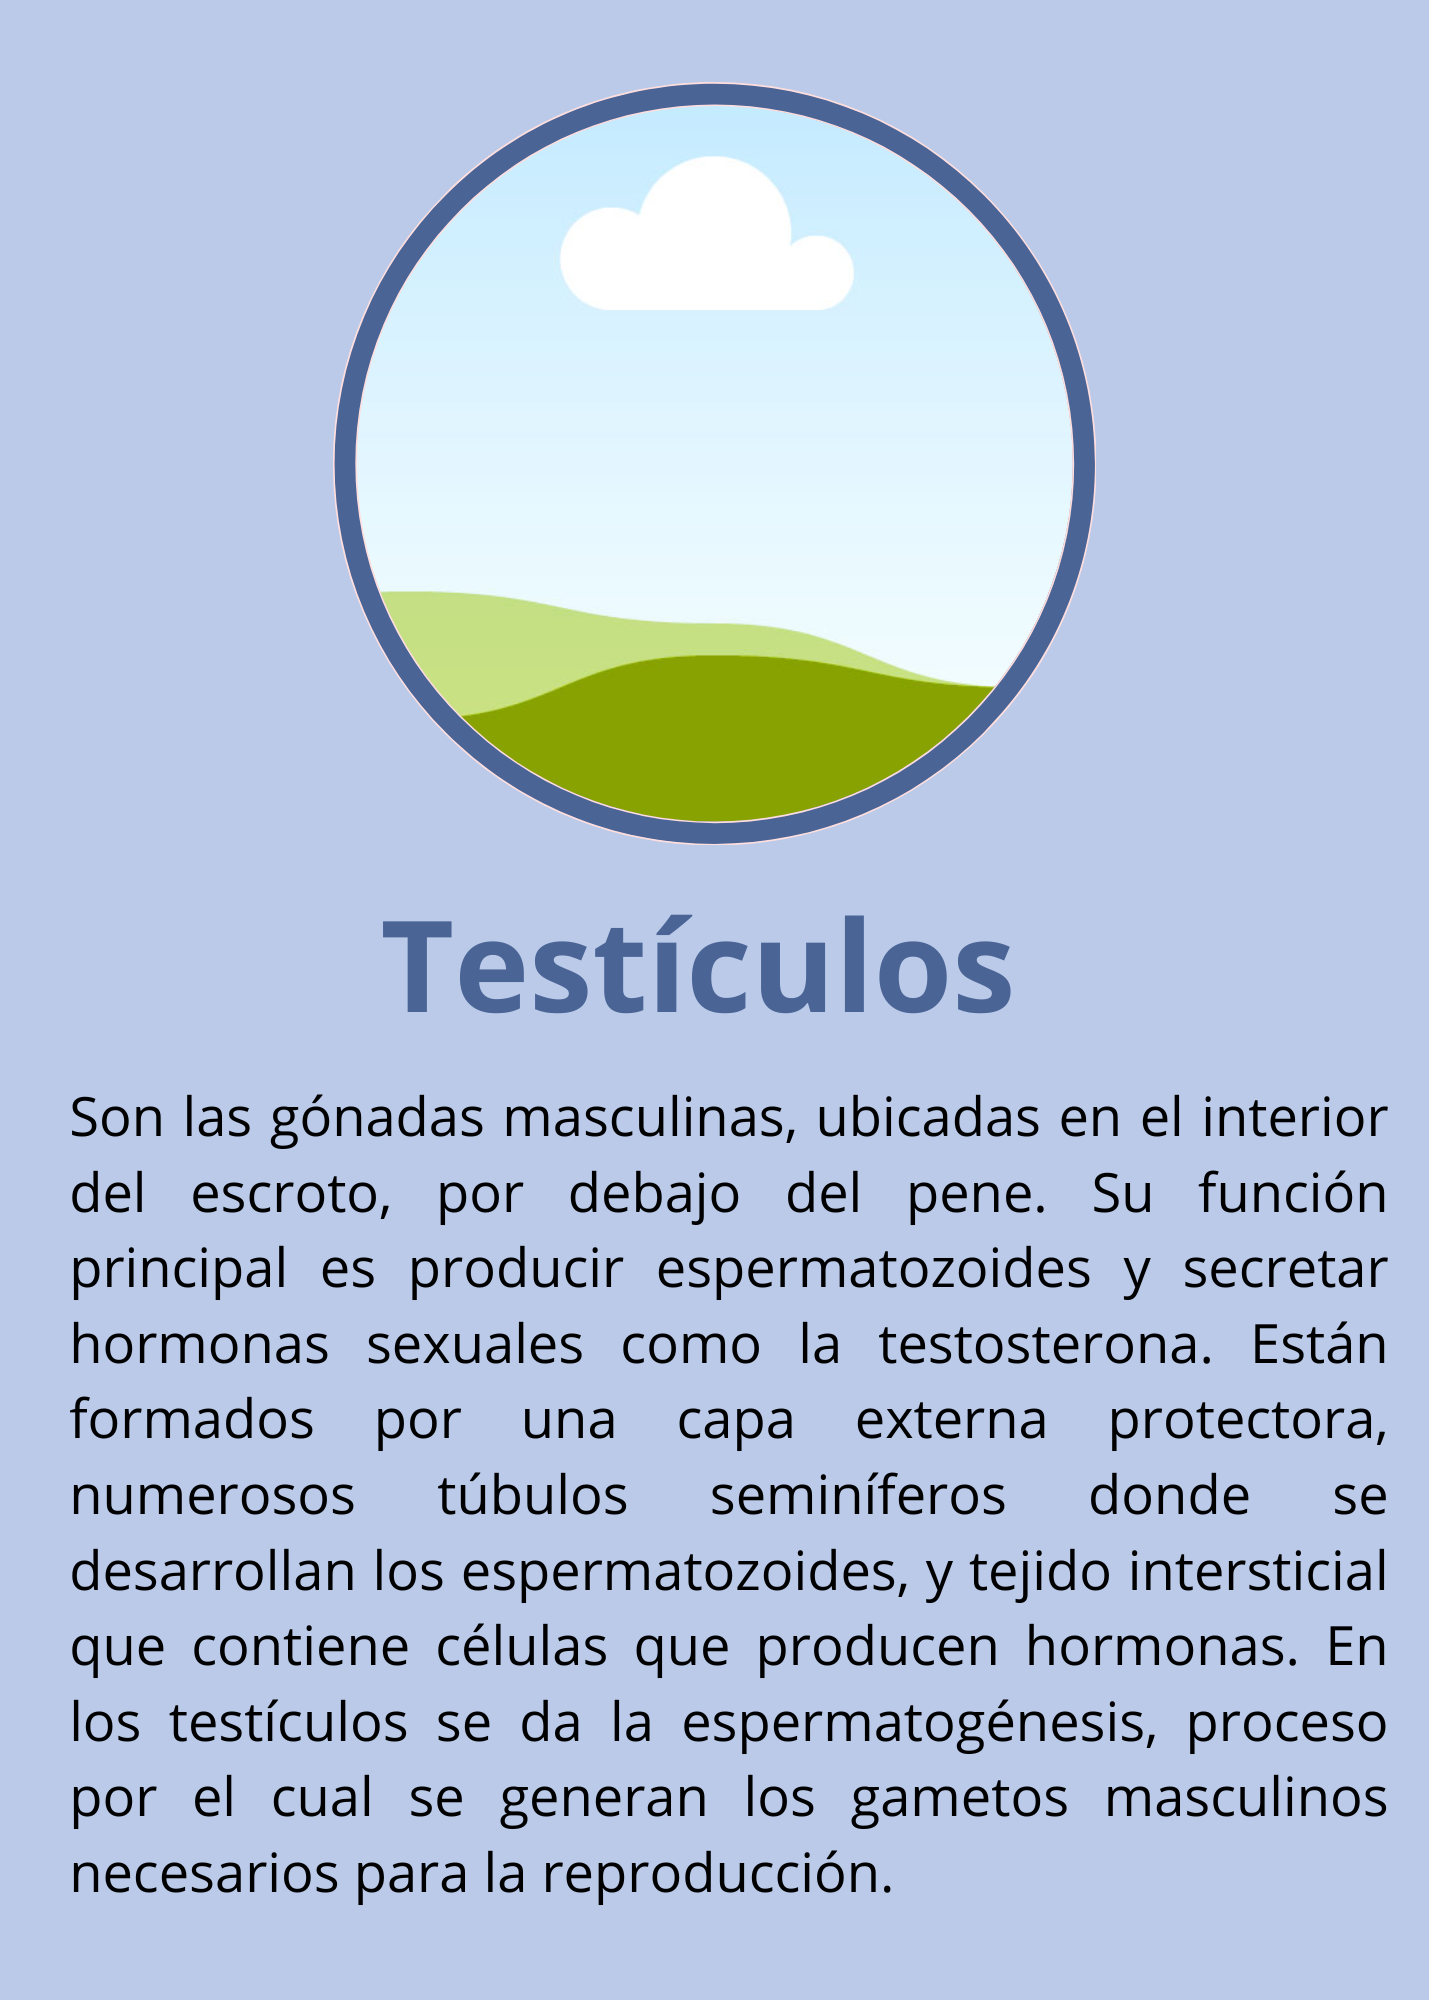 Testículos
Son las gónadas masculinas, ubicadas en el interior
del escroto, por debajo del pene. Su función
principal es producir espermatozoides y secretar
hormonas sexuales como la testosterona. Están
formados por una capa externa protectora,
numerosos túbulos seminíferos donde se
desarrollan los espermatozoides, y tejido intersticial
que contiene células que producen hormonas. En
los testículos se da la espermatogénesis, proceso
por el cual se generan los gametos masculinos
necesarios para la reproducción.